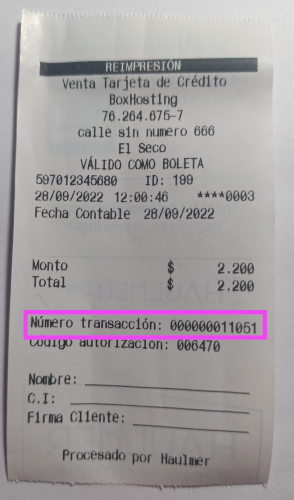 REIMPRESIÓN
Venta Tarjeta de Crédito
BoxHosting
76.264.675-7
calle sin numero 666
El Seco
VÁLIDO COMO BOLETA
597012345680 ID: 199
28/09/2022 12:00:46 ****0003
Fecha Contable 28/09/2022
Monto $ 2.200
Total $ 2.200
Número transacción: 000000011051
Código autorización: 006470
Nombre:
C.I:
Firma Cliente:
Procesado por Haulmer